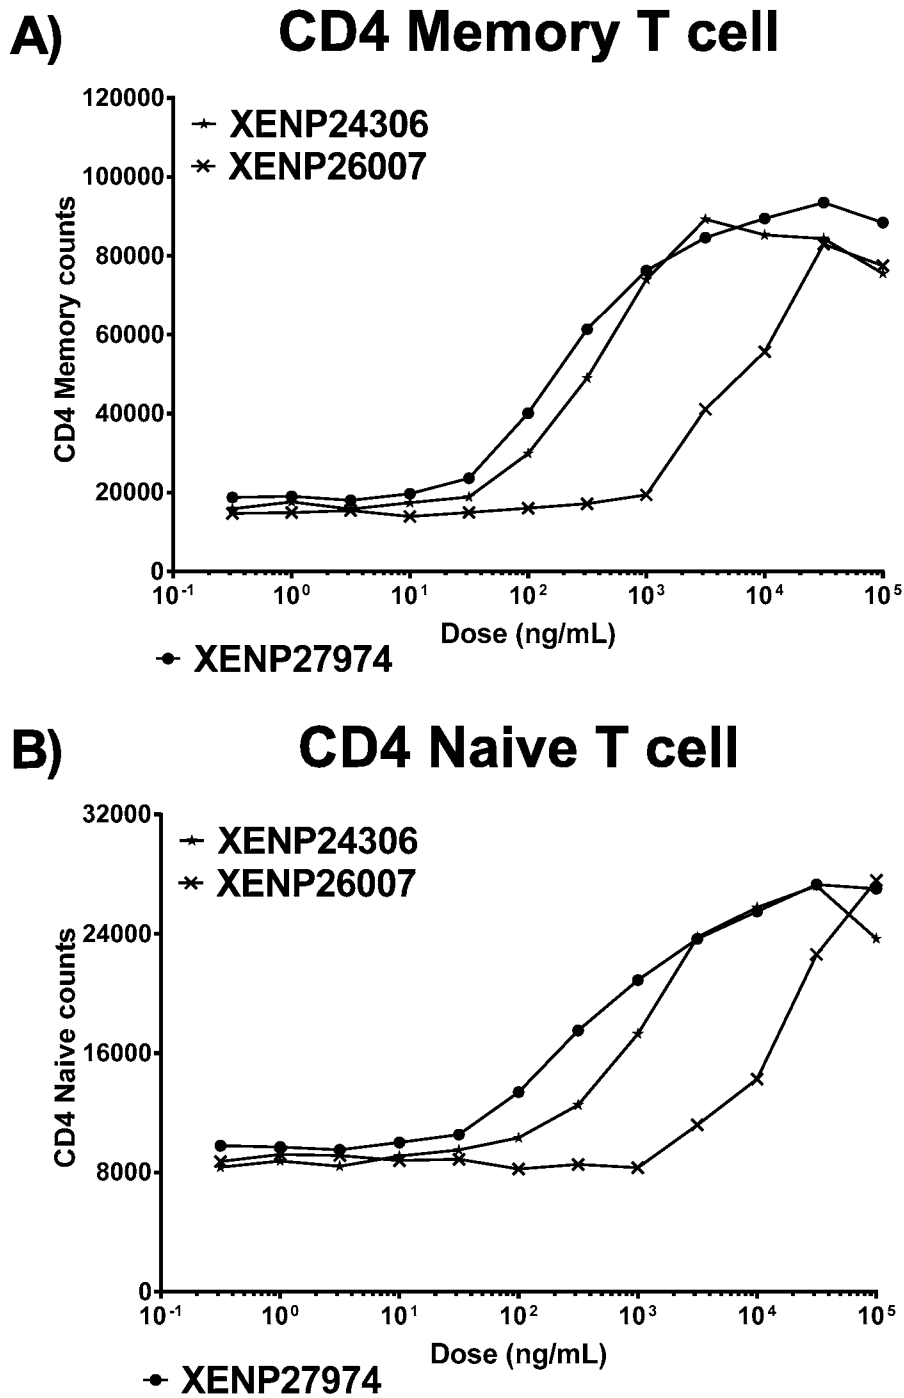 A) CD4 Memory T cell
120000
XENP24306
XENP26007
100000
80000
60000
40000
20000
0
CD4 Memory counts
10⁻¹ 10⁰ 10¹ 10² 10³ 10⁴ 10⁵
Dose (ng/mL)
XENP27974
B) CD4 Naive T cell
32000
XENP24306
XENP26007
24000
16000
8000
0
CD4 Naive counts
10⁻¹ 10⁰ 10¹ 10² 10³ 10⁴ 10⁵
Dose (ng/mL)
XENP27974